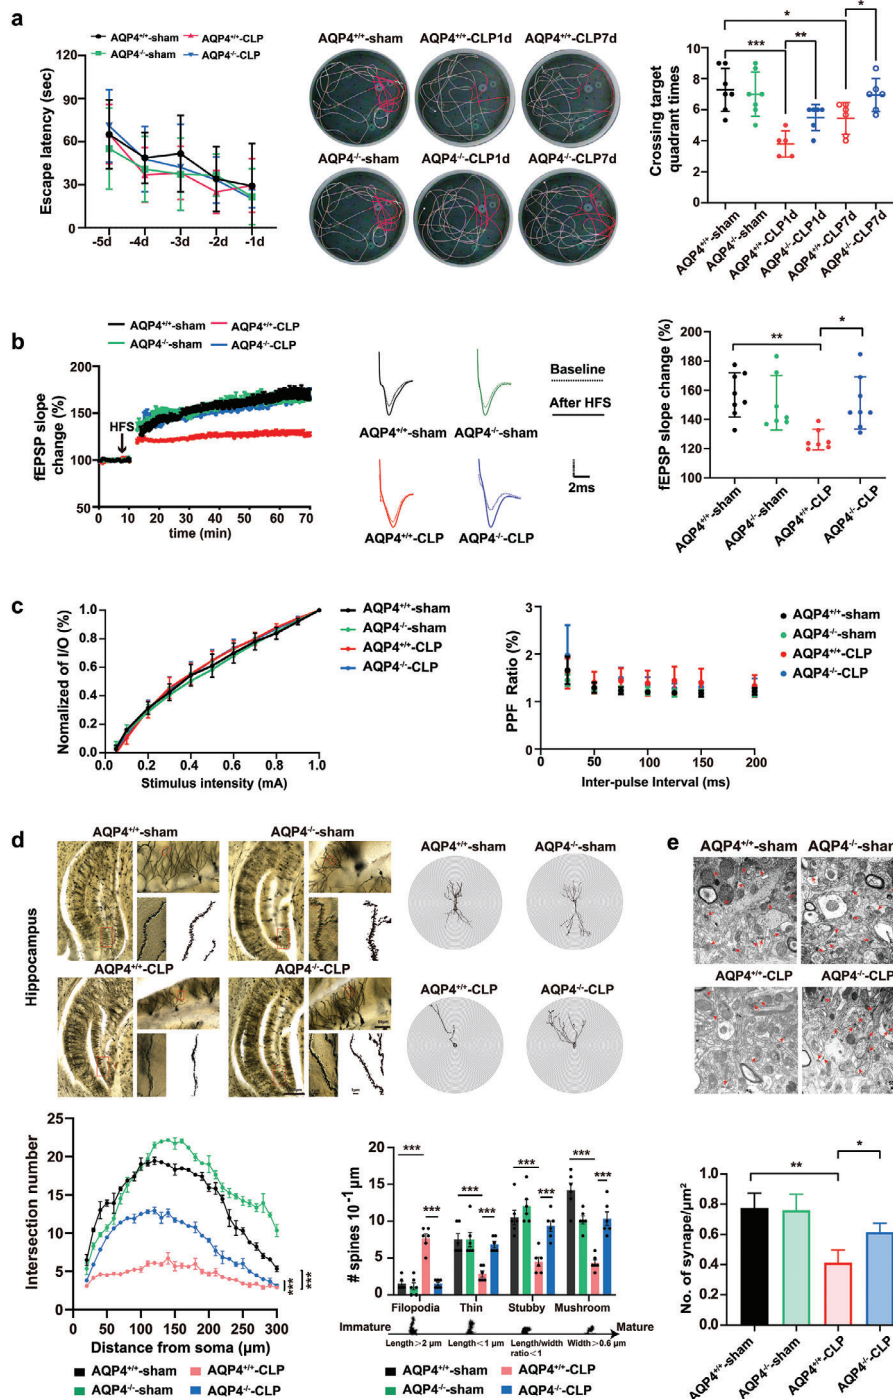 a
AQP4+/+-sham
AQP4+/+-CLP
AQP4-/-sham
AQP4-/-CLP
Escape latency (sec)
120
90
60
30
0
-5d
-4d
-3d
-2d
-1d
AQP4+/+-sham
AQP4+/+-CLP1d
AQP4+/+-CLP7d
AQP4-/-sham
AQP4-/-CLP1d
AQP4-/-CLP7d
Crossing target
quadrant times
10
8
6
4
2
0
*
***
**
*
AQP4+/+-sham
AQP4-/-sham
AQP4+/+-CLP1d
AQP4-/-CLP1d
AQP4+/+-CLP7d
AQP4-/-CLP7d
b
AQP4+/+-sham
AQP4+/+-CLP
AQP4-/-sham
AQP4-/-CLP
fEPSP slope
change (%)
200
150
100
50
HFS
0
10
20
30
40
50
60
70
time (min)
AQP4+/+-sham
AQP4-/-sham
AQP4+/+-CLP
AQP4-/-CLP
Baseline
After HFS
2ms
fEPSP slope change (%)
200
180
160
140
120
100
**
*
AQP4+/+-sham
AQP4-/-sham
AQP4+/+-CLP
AQP4-/-CLP
c
Nomalized of I/O (%)
1.0
0.8
0.6
0.4
0.2
0.0
0.2
0.4
0.6
0.8
1.0
Stimulus intensity (mA)
AQP4+/+-sham
AQP4-/-sham
AQP4+/+-CLP
AQP4-/-CLP
PPF Ratio (%)
3
2
1
0
0
50
100
150
200
Inter-pulse Interval (ms)
AQP4+/+-sham
AQP4-/-sham
AQP4+/+-CLP
AQP4-/-CLP
d
Hippocampus
AQP4+/+-sham
AQP4-/-sham
AQP4+/+-CLP
AQP4-/-CLP
AQP4+/+-sham
AQP4-/-sham
AQP4+/+-CLP
AQP4-/-CLP
e
AQP4+/+-sham
AQP4-/-sham
AQP4+/+-CLP
AQP4-/-CLP
Intersection number
25
20
15
10
5
0
0
50
100
150
200
250
300
Distance from soma (µm)
***
***
AQP4+/+-sham
AQP4+/+-CLP
AQP4-/-sham
AQP4-/-CLP
# spines 10-1 µm
20
15
10
5
0
***
***
***
***
***
***
***
***
Filopodia
Thin
Stubby
Mushroom
Immature
Mature
Length>2 µm
Length<1 µm
Length/width
ratio<1
Width>0.6 µm
AQP4+/+-sham
AQP4+/+-CLP
AQP4-/-sham
AQP4-/-CLP
No. of synape/µm2
1.0
0.8
0.6
0.4
0.2
0.0
**
*
AQP4+/+-sham
AQP4-/-sham
AQP4+/+-CLP
AQP4-/-CLP